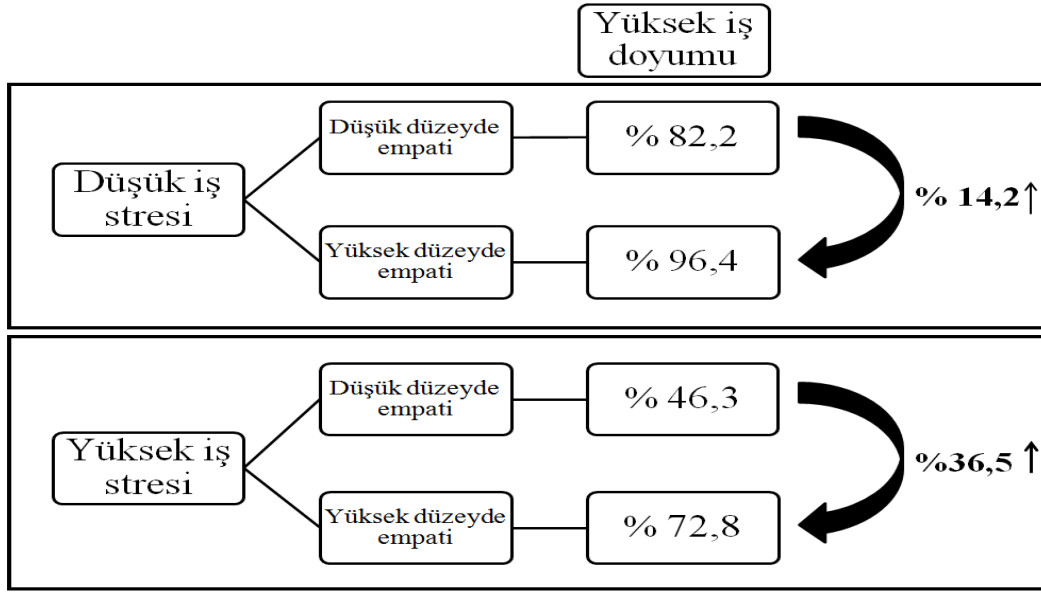 Yüksek iş
doyumu
Düşük iş
stresi
Düşük düzeyde
empati
% 82,2
Yüksek düzeyde
empati
% 96,4
% 14,2↑
Yüksek iş
stresi
Düşük düzeyde
empati
% 46,3
Yüksek düzeyde
empati
% 72,8
%36,5 ↑